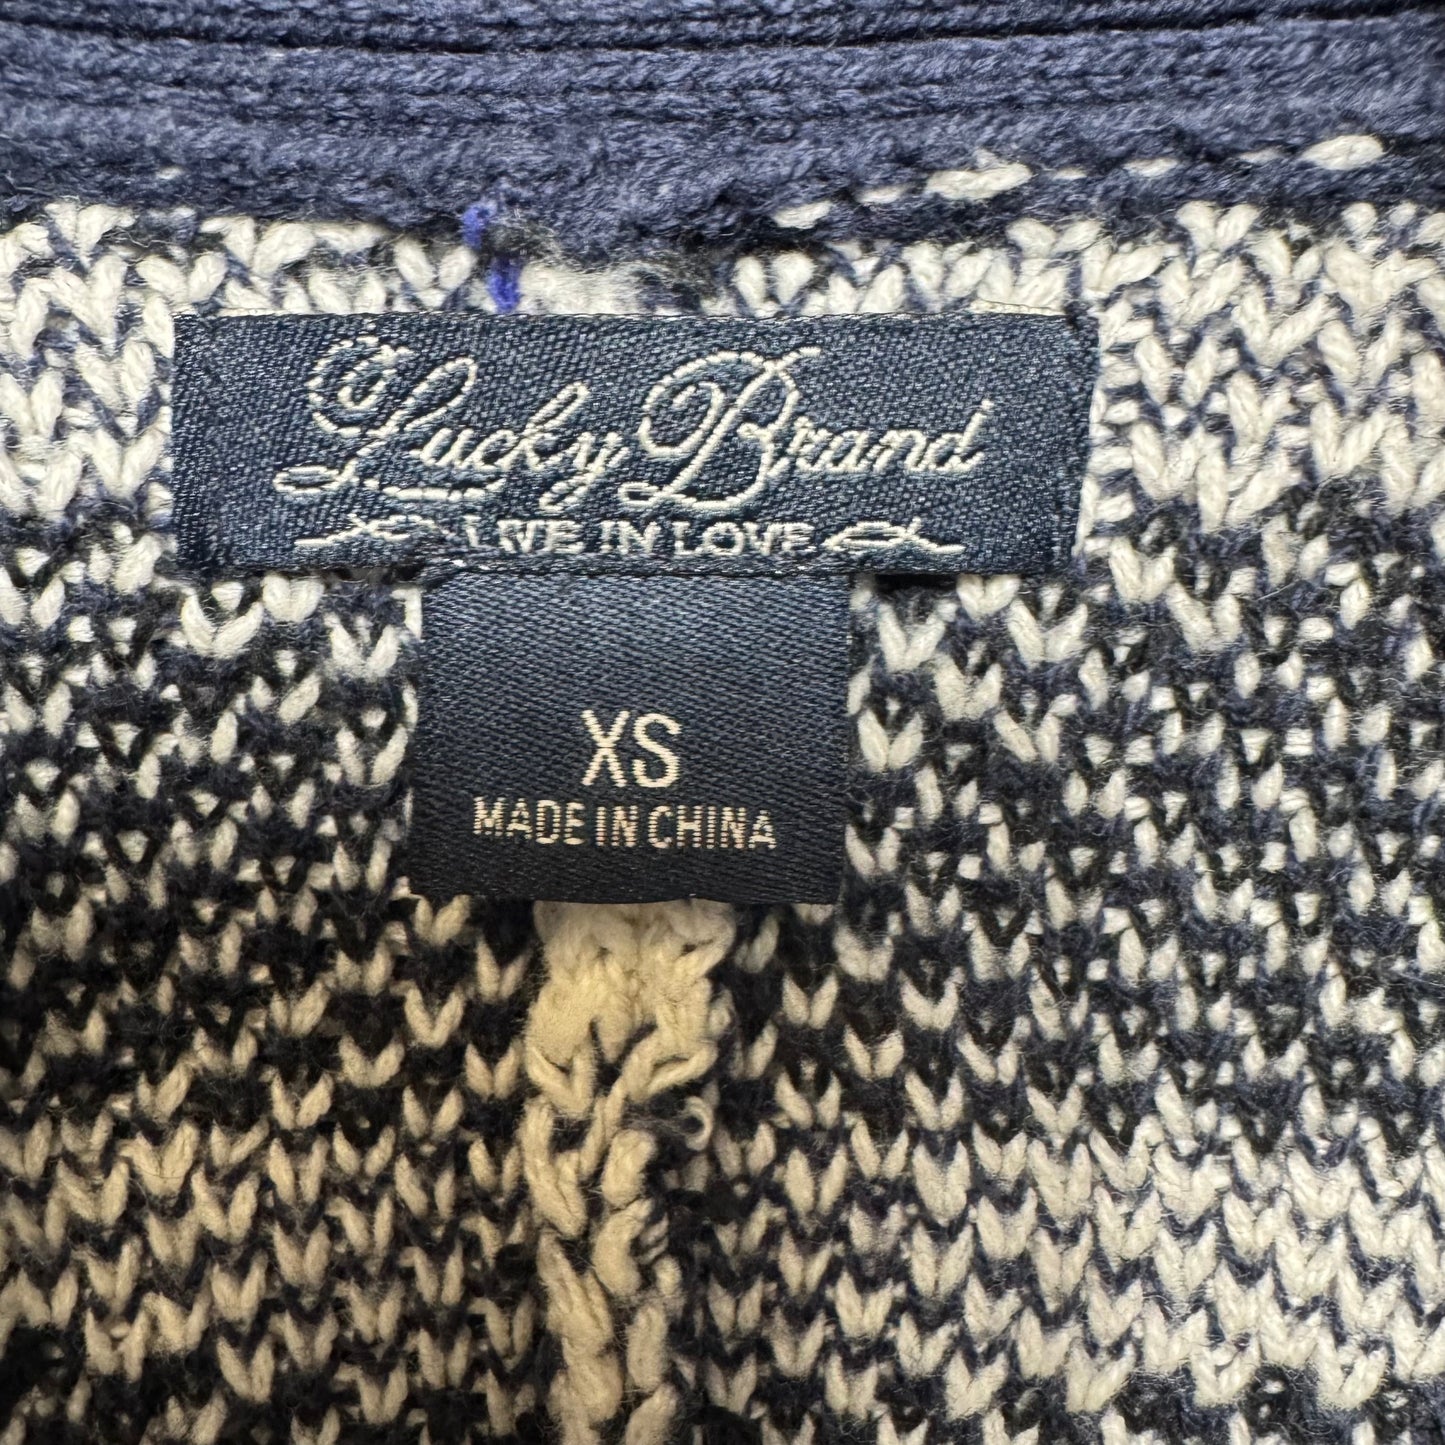 Lucky Brand
LIVE IN LOVE
XS
MADE IN CHINA